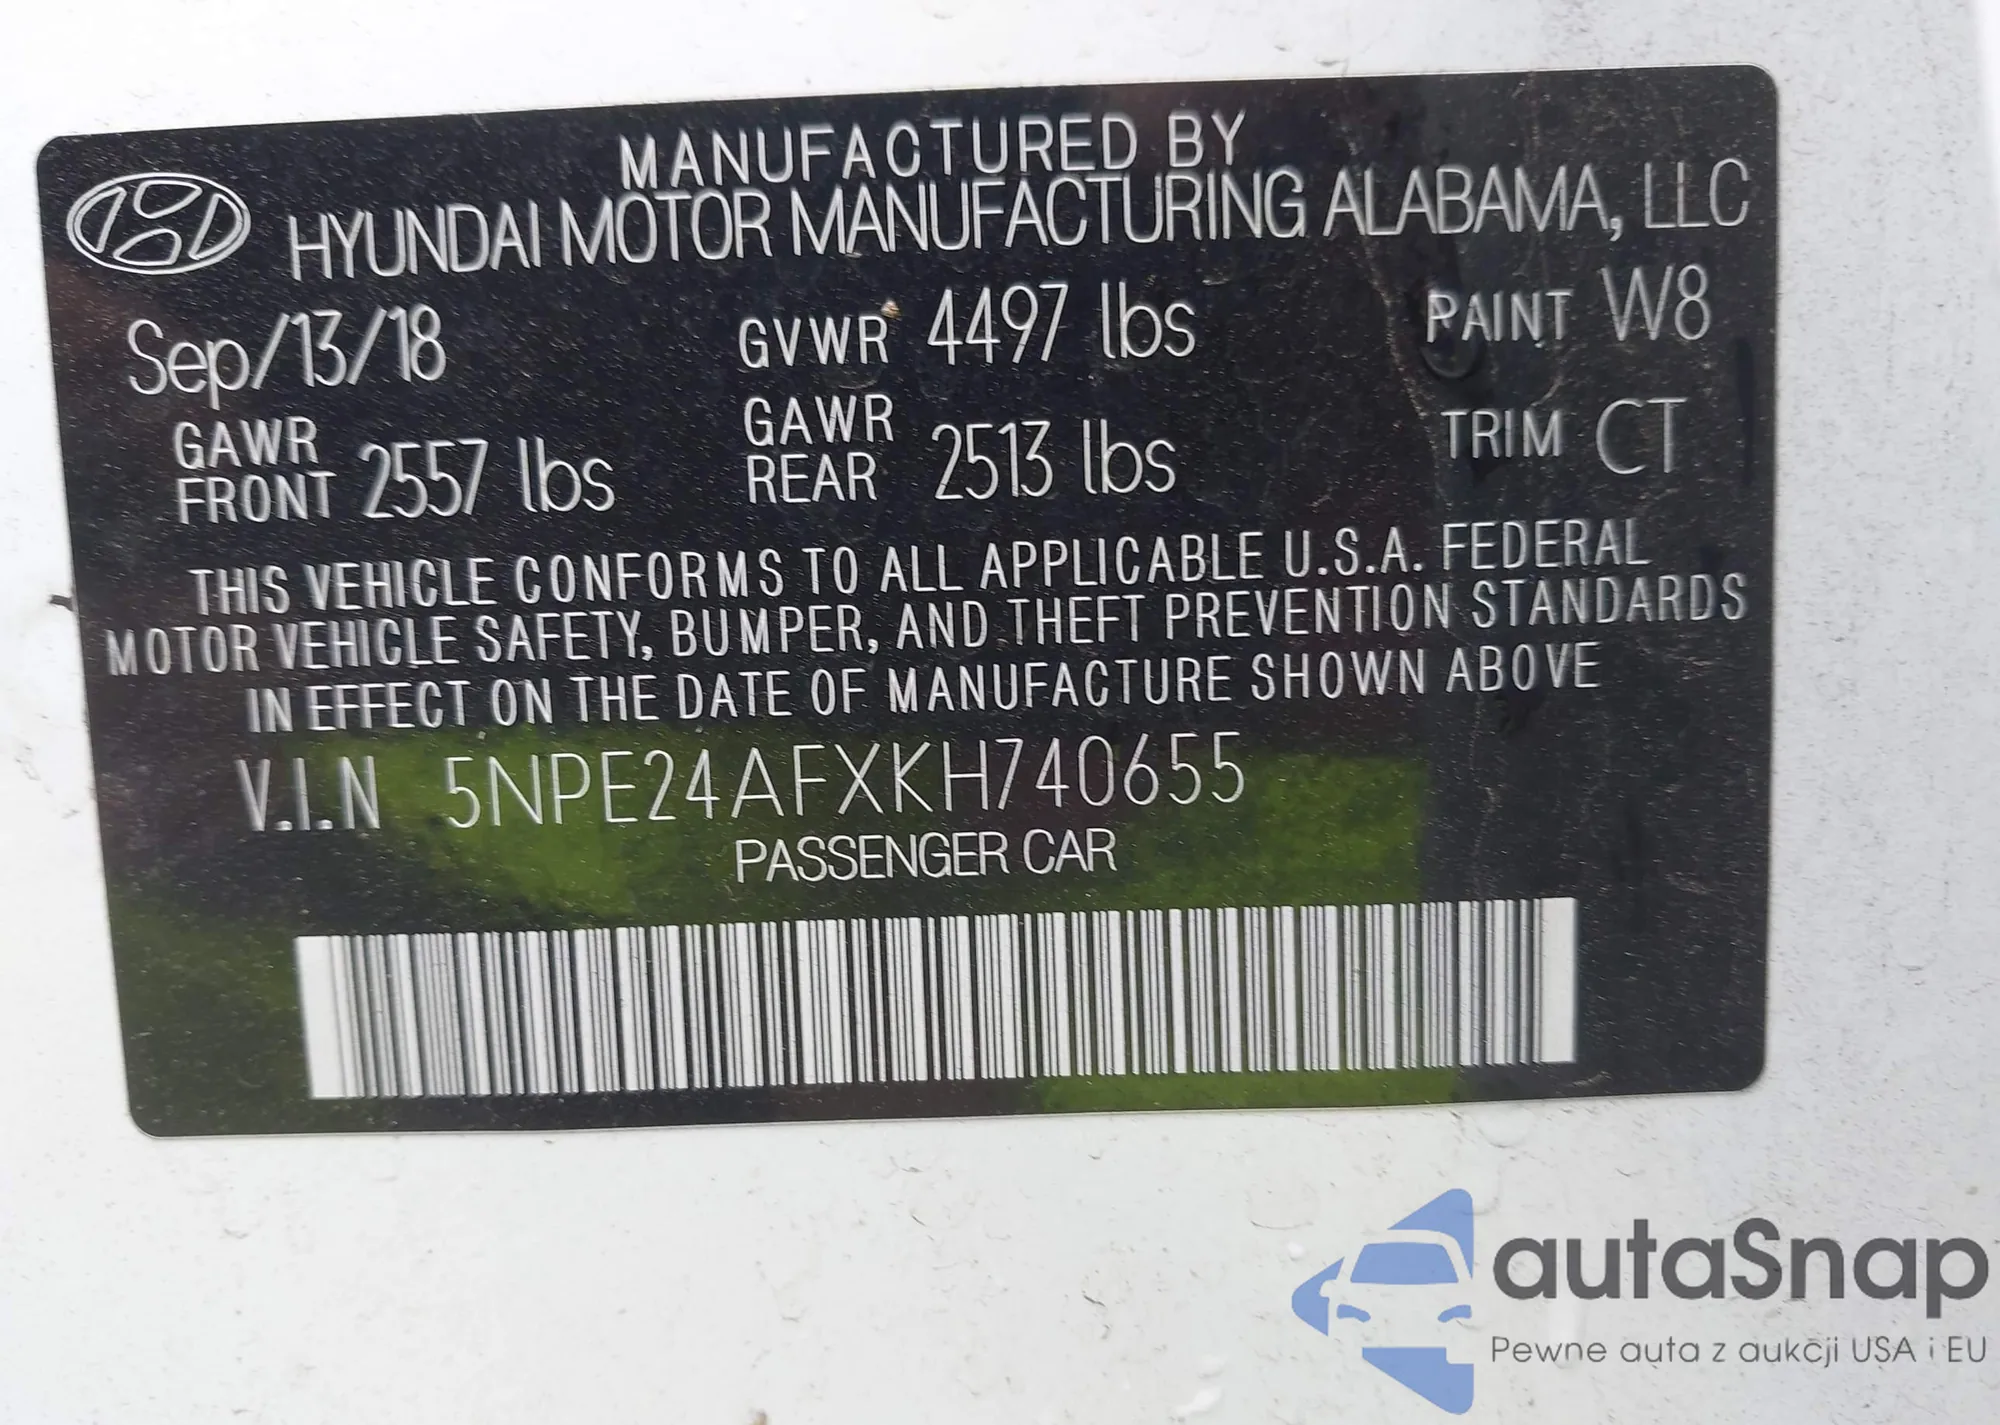 MANUFACTURED BY
HYUNDAI MOTOR MANUFACTURING ALABAMA, LLC
Sep/13/18 GVWR 4497 lbs PAINT W8
GAWR FRONT 2557 lbs GAWR REAR 2513 lbs TRIM CT
THIS VEHICLE CONFORMS TO ALL APPLICABLE U.S.A. FEDERAL
MOTOR VEHICLE SAFETY, BUMPER, AND THEFT PREVENTION STANDARDS
IN EFFECT ON THE DATE OF MANUFACTURE SHOWN ABOVE
V.I.N 5NPE24AFXKH740655
PASSENGER CAR
autaSnap
Pewne auta z aukcji USA i EU